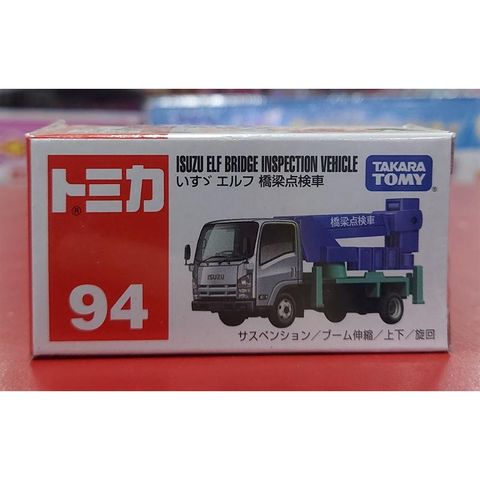 トミカ
®
94
ISUZU ELF BRIDGE INSPECTION VEHICLE
いすゞ エルフ 橋梁点検車
TAKARA
TOMY®
橋梁点検車
ISUZU
サスペンション/ブーム伸縮/上下/旋回